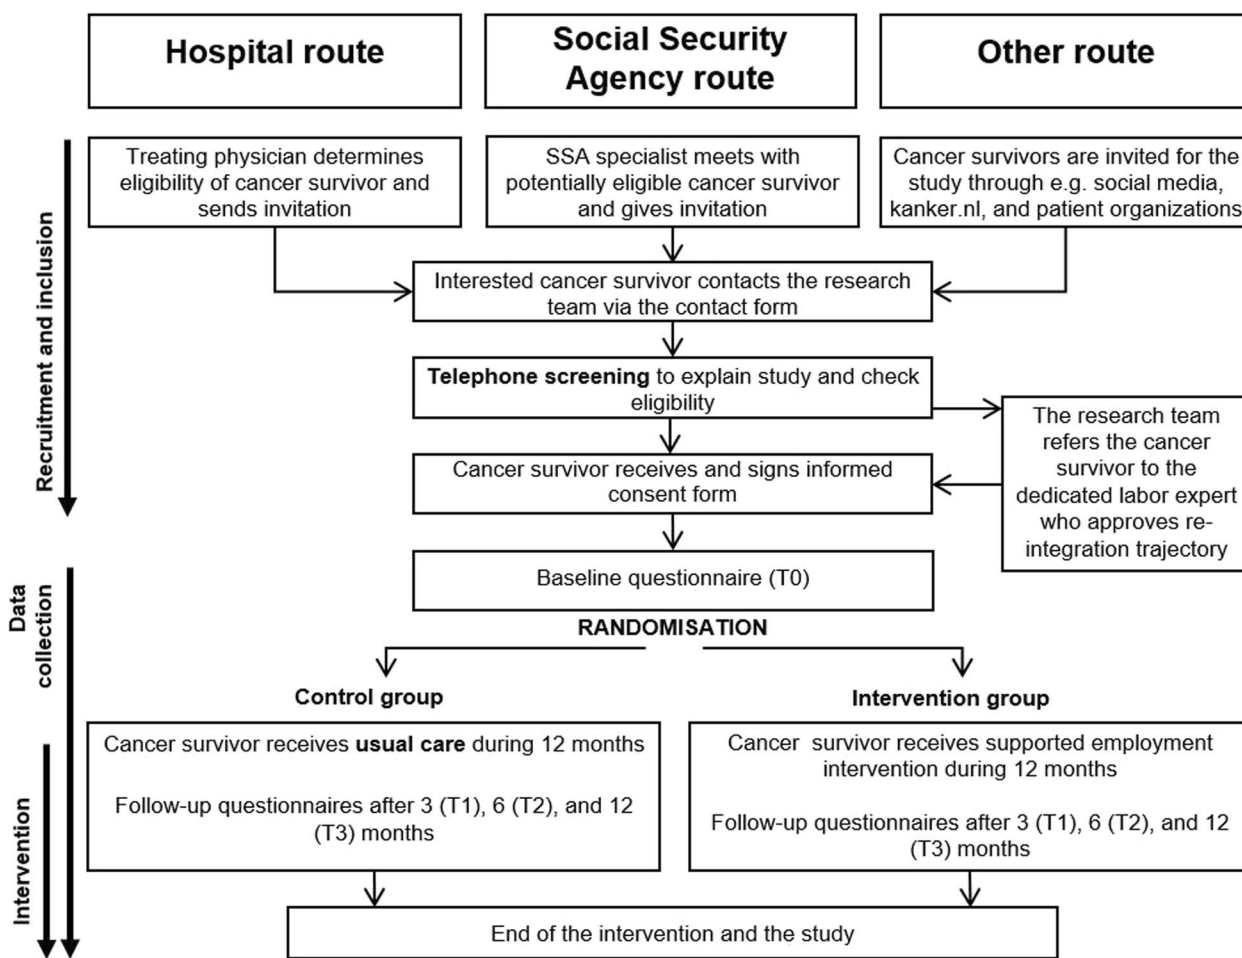 Hospital route
Social Security
Agency route
Other route
Recruitment and inclusion
Treating physician determines
eligibility of cancer survivor and
sends invitation
SSA specialist meets with
potentially eligible cancer survivor
and gives invitation
Cancer survivors are invited for the
study through e.g. social media,
kanker.nl, and patient organizations
Interested cancer survivor contacts the research
team via the contact form
Telephone screening to explain study and check
eligibility
The research team
refers the cancer
survivor to the
dedicated labor expert
who approves re-
integration trajectory
Cancer survivor receives and signs informed
consent form
Data
collection
Baseline questionnaire (T0)
RANDOMISATION
Control group
Intervention group
Intervention
Cancer survivor receives usual care during 12 months
Follow-up questionnaires after 3 (T1), 6 (T2), and 12
(T3) months
Cancer survivor receives supported employment
intervention during 12 months
Follow-up questionnaires after 3 (T1), 6 (T2), and 12
(T3) months
End of the intervention and the study